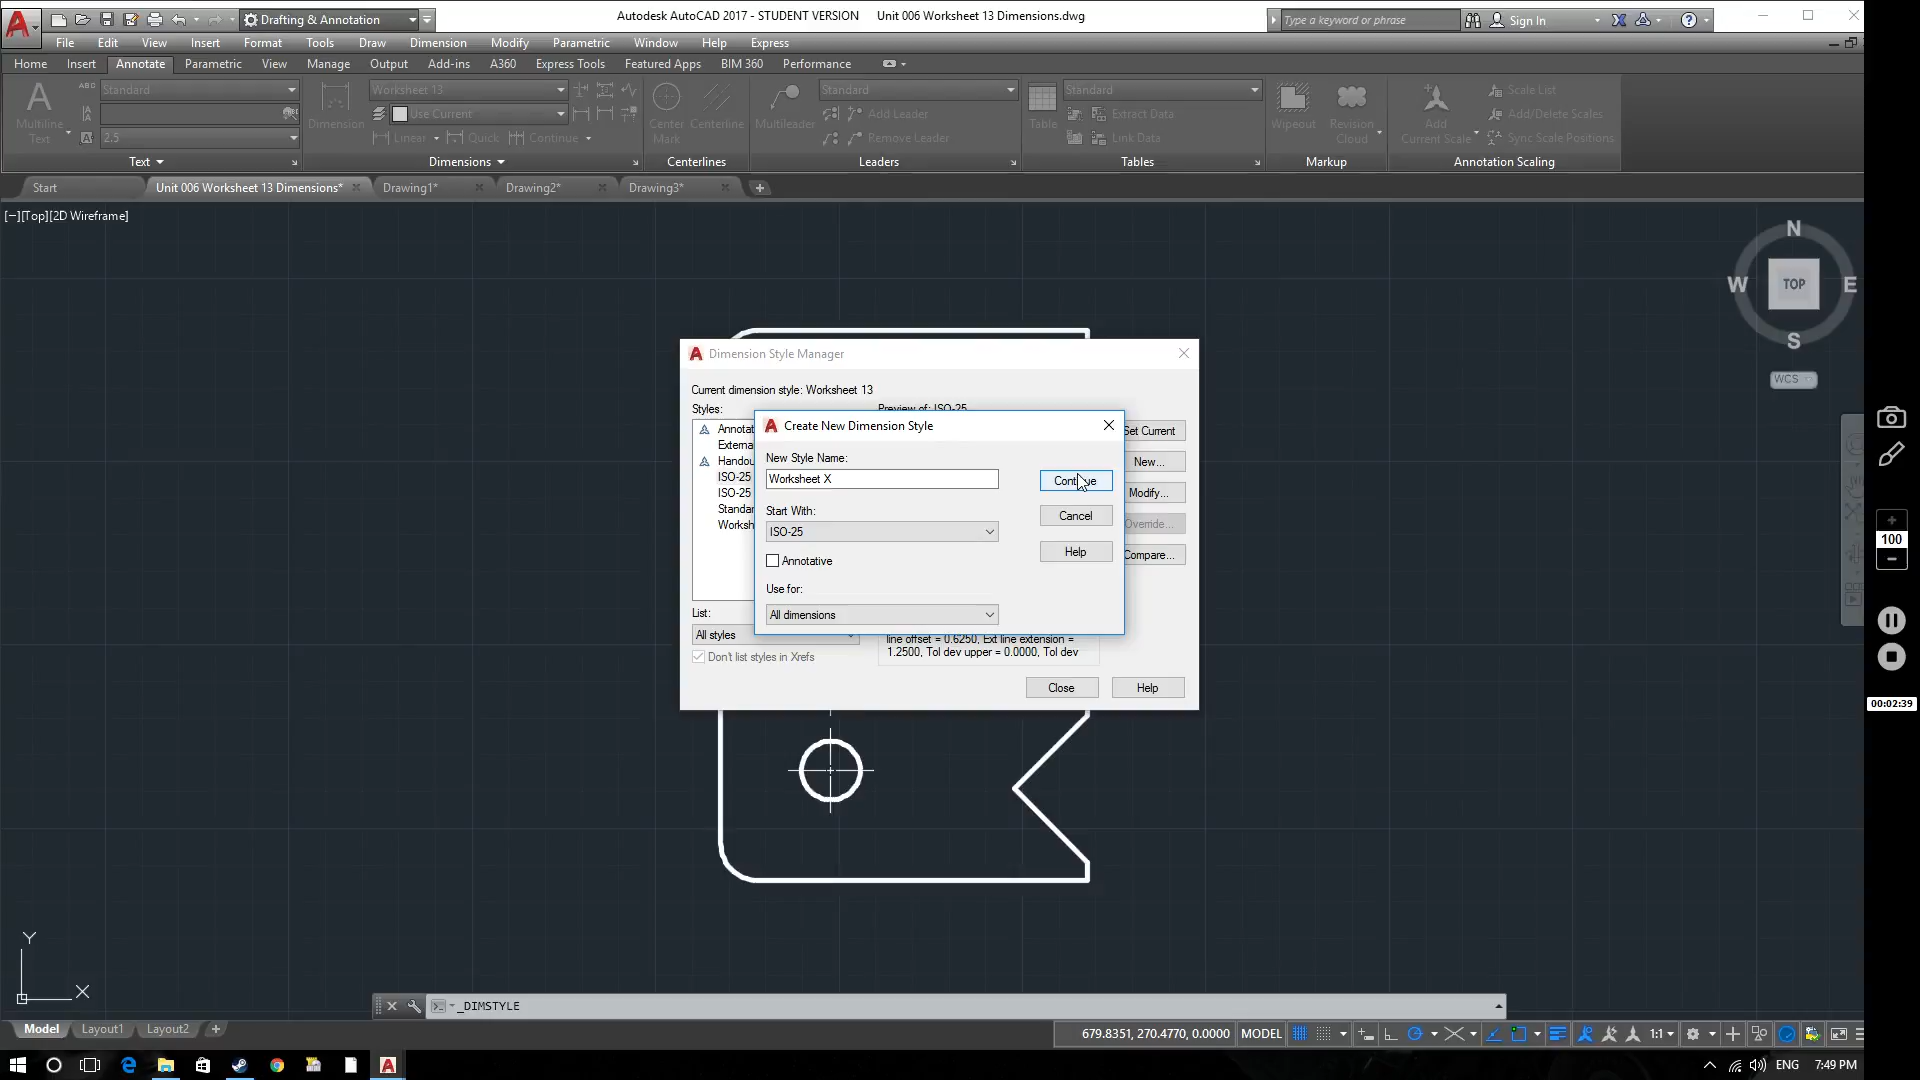 Drafting & Annotation
Autodesk AutoCAD 2017 - STUDENT VERSION Unit 006 Worksheet 13 Dimensions.dwg
Type a keyword or phrase
Sign In
File Edit View Insert Format Tools Draw Dimension Modify Parametric Window Help Express
Home Insert Annotate Parametric View Manage Output Add-ins A360 Express Tools Featured Apps BIM 360 Performance
Multiline Text
ABC
Standard
2.5
Dimension
Worksheet 13
Use Current
Linear Quick Continue
Center Mark
Centerline
Multileader
Standard
Add Leader
Remove Leader
Table
Standard
Extract Data
Link Data
Wipeout
Revision Cloud
Add Current Scale
Scale List
Add/Delete Scales
Sync Scale Positions
Text Dimensions Centerlines Leaders Tables Markup Annotation Scaling
Start Unit 006 Worksheet 13 Dimensions* Drawing1* Drawing2* Drawing3*
[−][Top][2D Wireframe]
N
W TOP E
S
WCS
Dimension Style Manager
Current dimension style: Worksheet 13
Styles:
Preview of: ISO-25
Annotat
Externa
Handou
ISO-25
ISO-25
Standar
Worksh
Set Current
New...
Modify...
Override...
Compare...
Create New Dimension Style
New Style Name:
Worksheet X
Start With:
ISO-25
Annotative
Use for:
All dimensions
Continue
Cancel
Help
List:
All styles
Don't list styles in Xrefs
line offset = 0.6250, Ext line extension =
1.2500, Tol dev upper = 0.0000, Tol dev
Close Help
100
00:02:39
Y
X
_DIMSTYLE
Model Layout1 Layout2
679.8351, 270.4770, 0.0000 MODEL 1:1
ENG 7:49 PM